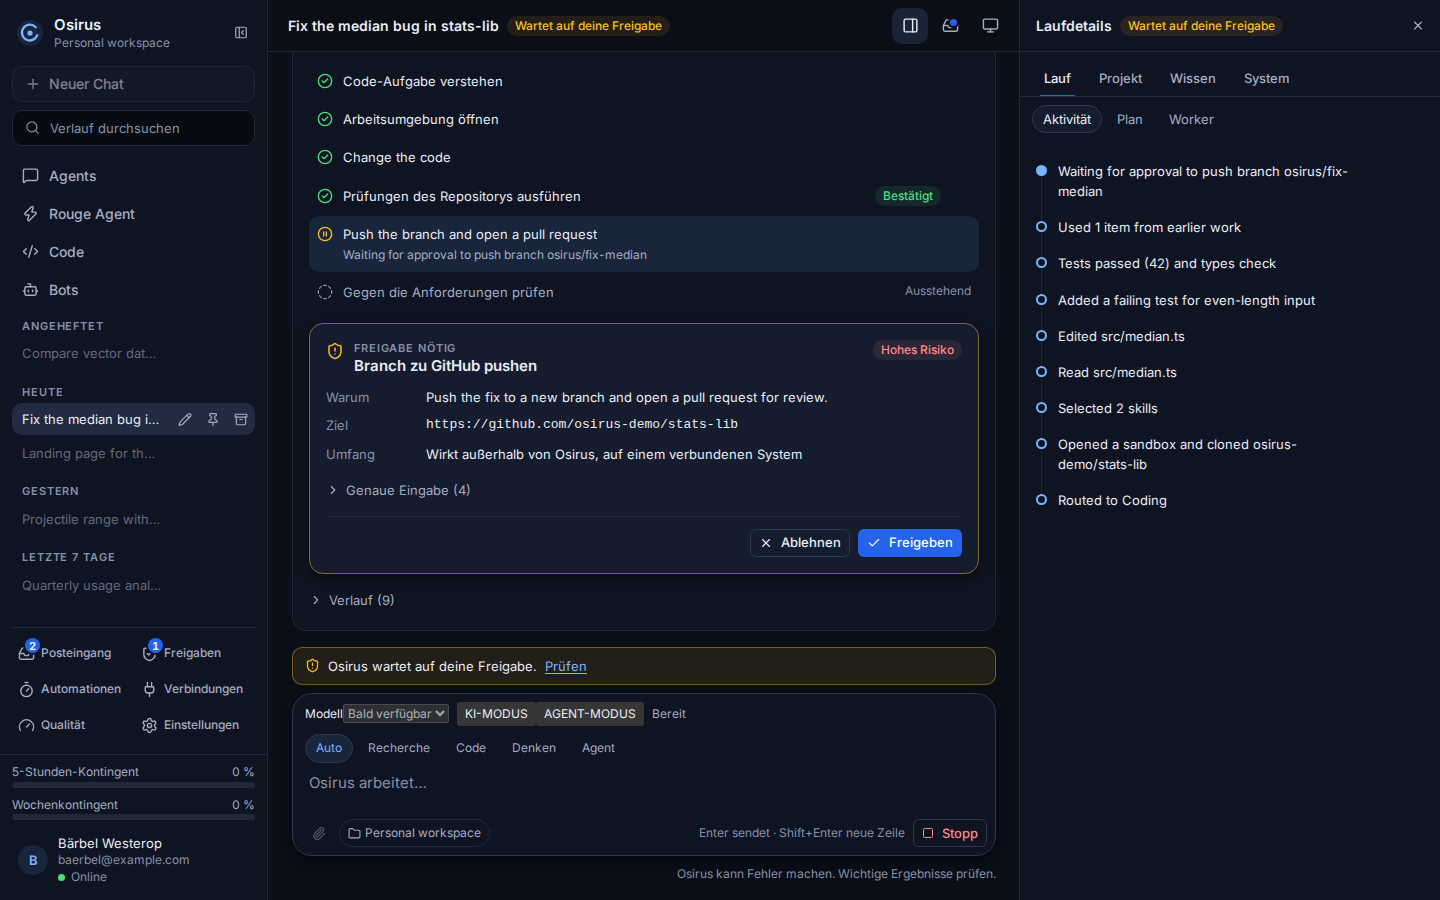 Osirus
Personal workspace
Neuer Chat
Verlauf durchsuchen
Agents
Rouge Agent
Code
Bots
ANGEHEFTET
Compare vector dat...
HEUTE
Fix the median bug i...
Landing page for th...
GESTERN
Projectile range with...
LETZTE 7 TAGE
Quarterly usage anal...
2 Posteingang
1 Freigaben
Automationen
Verbindungen
Qualität
Einstellungen
5-Stunden-Kontingent 0 %
Wochenkontingent 0 %
B
Bärbel Westerop
baerbel@example.com
Online
Fix the median bug in stats-lib Wartet auf deine Freigabe
Code-Aufgabe verstehen
Arbeitsumgebung öffnen
Change the code
Prüfungen des Repositorys ausführen Bestätigt
Push the branch and open a pull request
Waiting for approval to push branch osirus/fix-median
Gegen die Anforderungen prüfen Ausstehend
FREIGABE NÖTIG
Branch zu GitHub pushen
Hohes Risiko
Warum Push the fix to a new branch and open a pull request for review.
Ziel https://github.com/osirus-demo/stats-lib
Umfang Wirkt außerhalb von Osirus, auf einem verbundenen System
Genaue Eingabe (4)
Ablehnen Freigeben
Verlauf (9)
Osirus wartet auf deine Freigabe. Prüfen
Modell Bald verfügbar KI-MODUS AGENT-MODUS Bereit
Auto Recherche Code Denken Agent
Osirus arbeitet...
Personal workspace Enter sendet · Shift+Enter neue Zeile Stopp
Osirus kann Fehler machen. Wichtige Ergebnisse prüfen.
Laufdetails Wartet auf deine Freigabe
Lauf Projekt Wissen System
Aktivität Plan Worker
Waiting for approval to push branch osirus/fix-
median
Used 1 item from earlier work
Tests passed (42) and types check
Added a failing test for even-length input
Edited src/median.ts
Read src/median.ts
Selected 2 skills
Opened a sandbox and cloned osirus-
demo/stats-lib
Routed to Coding